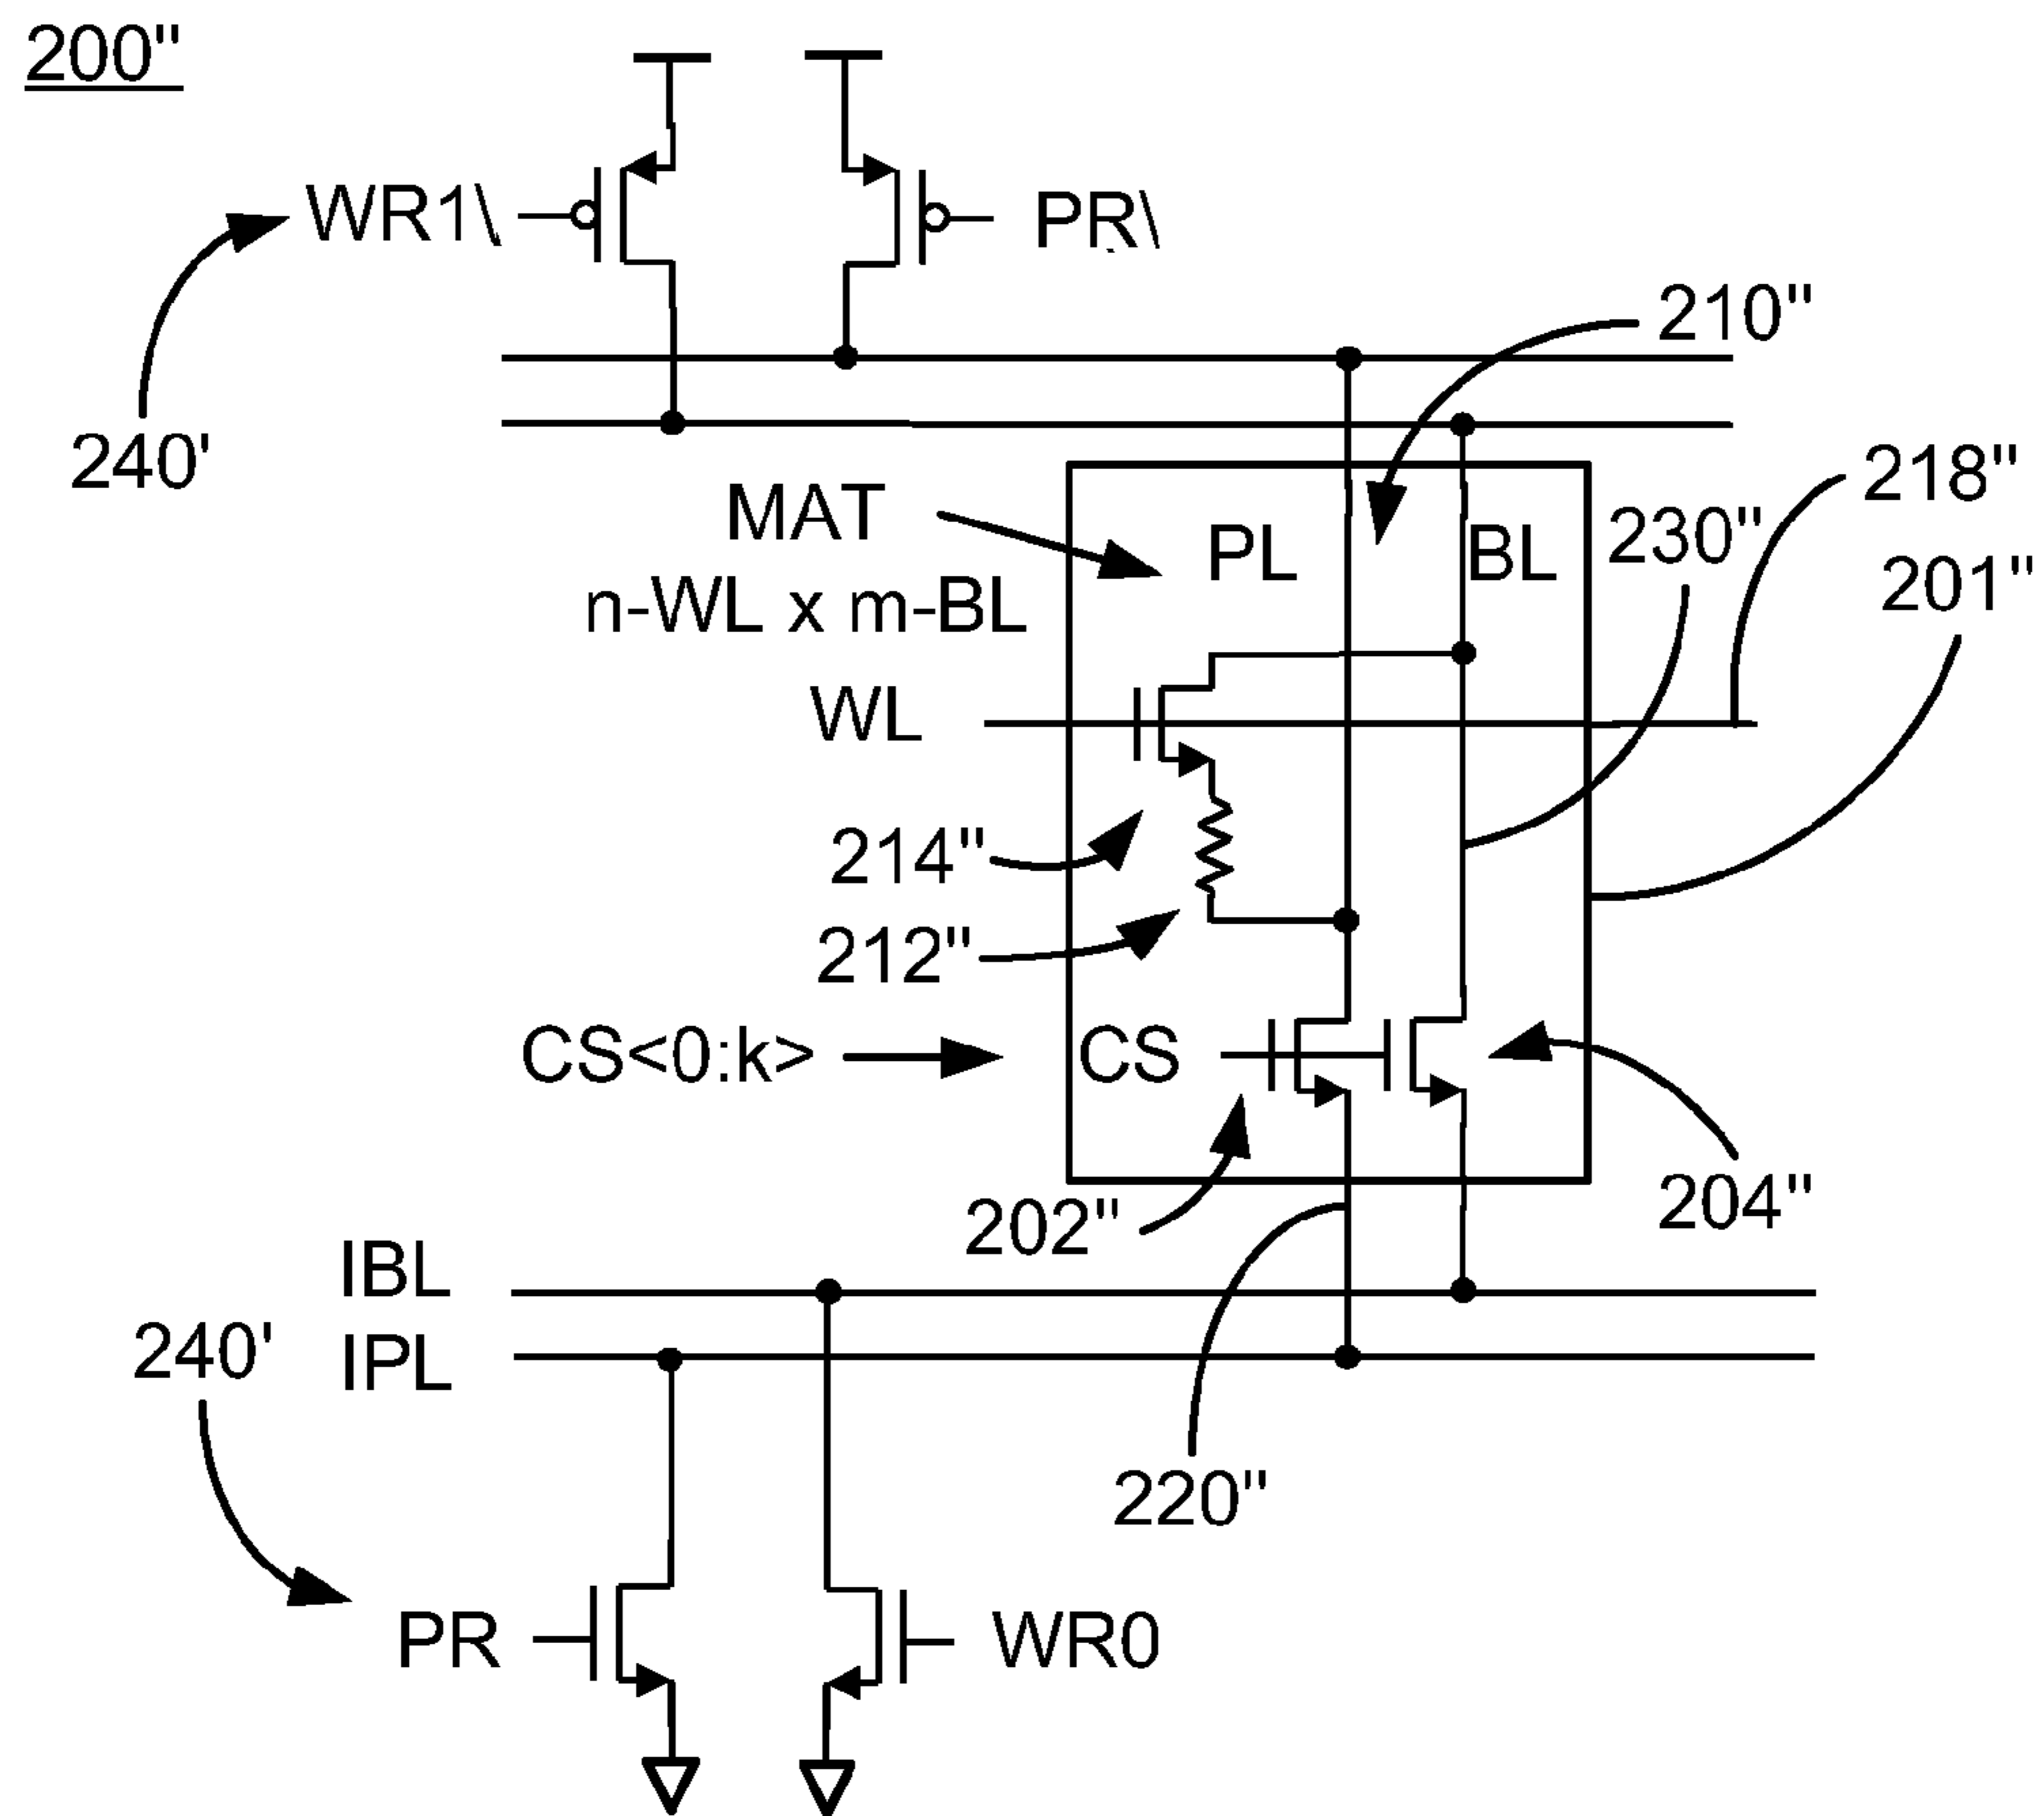 200"
WR1\
PR\
210"
240'
218"
MAT
n-WL x m-BL
PL
BL
230"
201"
WL
214"
212"
CS<0:k>
CS
202"
204"
IBL
IPL
240'
220"
PR
WR0